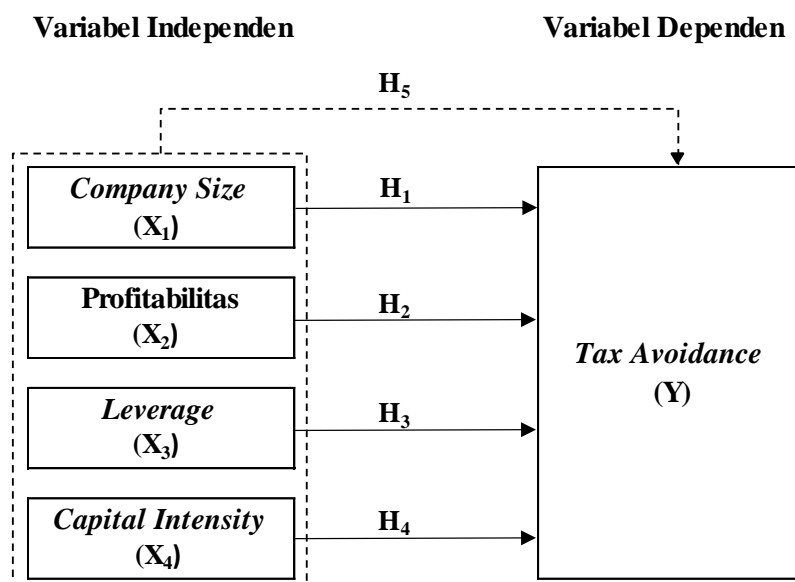 Variabel Independen
Variabel Dependen
H₅
Company Size
(X₁)
H₁
Profitabilitas
(X₂)
H₂
Leverage
(X₃)
H₃
Capital Intensity
(X₄)
H₄
Tax Avoidance
(Y)